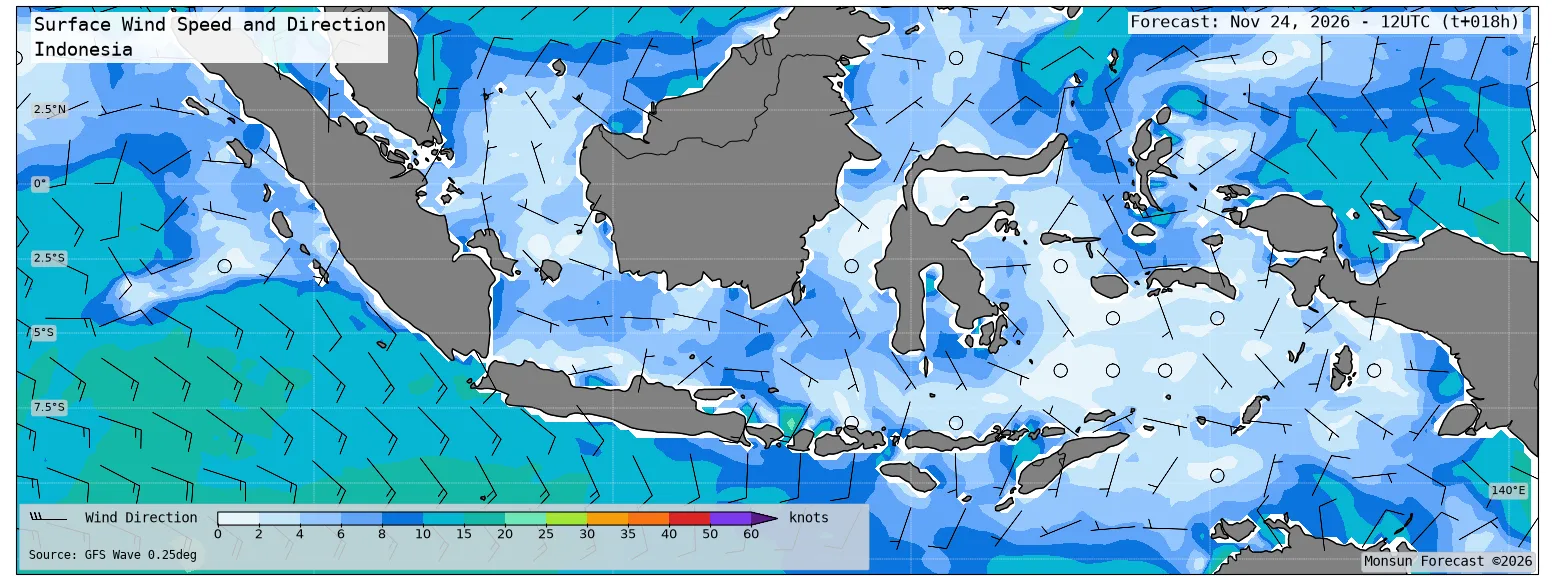 Surface Wind Speed and Direction
Indonesia
Forecast: Nov 24, 2026 - 12UTC (t+018h)
2.5°N
0°
2.5°S
5°S
7.5°S
140°E
Wind Direction
0 2 4 6 8 10 15 20 25 30 35 40 50 60
knots
Source: GFS Wave 0.25deg
Monsun Forecast ©2026